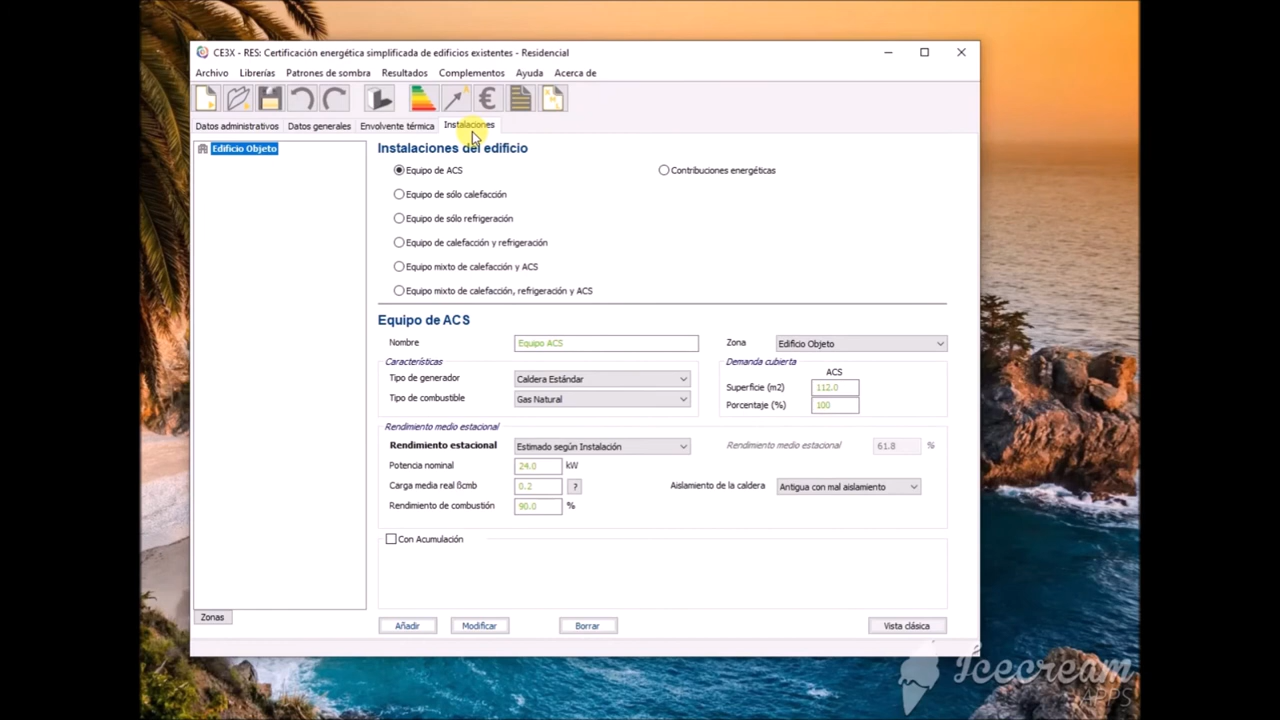 CE3X - RES: Certificación energética simplificada de edificios existentes - Residencial
Archivo Librerías Patrones de sombra Resultados Complementos Ayuda Acerca de
Datos administrativos Datos generales Envolvente térmica Instalaciones
Edificio Objeto
Instalaciones del edificio
Equipo de ACS Contribuciones energéticas
Equipo de sólo calefacción
Equipo de sólo refrigeración
Equipo de calefacción y refrigeración
Equipo mixto de calefacción y ACS
Equipo mixto de calefacción, refrigeración y ACS
Equipo de ACS
Nombre Equipo ACS Zona Edificio Objeto
Características Demanda cubierta
ACS
Tipo de generador Caldera Estándar Superficie (m2) 112.0
Tipo de combustible Gas Natural Porcentaje (%) 100
Rendimiento medio estacional
Rendimiento estacional Estimado según Instalación Rendimiento medio estacional 61.8 %
Potencia nominal 24.0 kW
Carga media real βcmb 0.2 ? Aislamiento de la caldera Antigua con mal aislamiento
Rendimiento de combustión 90.0 %
Con Acumulación
Zonas
Añadir Modificar Borrar Vista clásica
Icecream
APPS